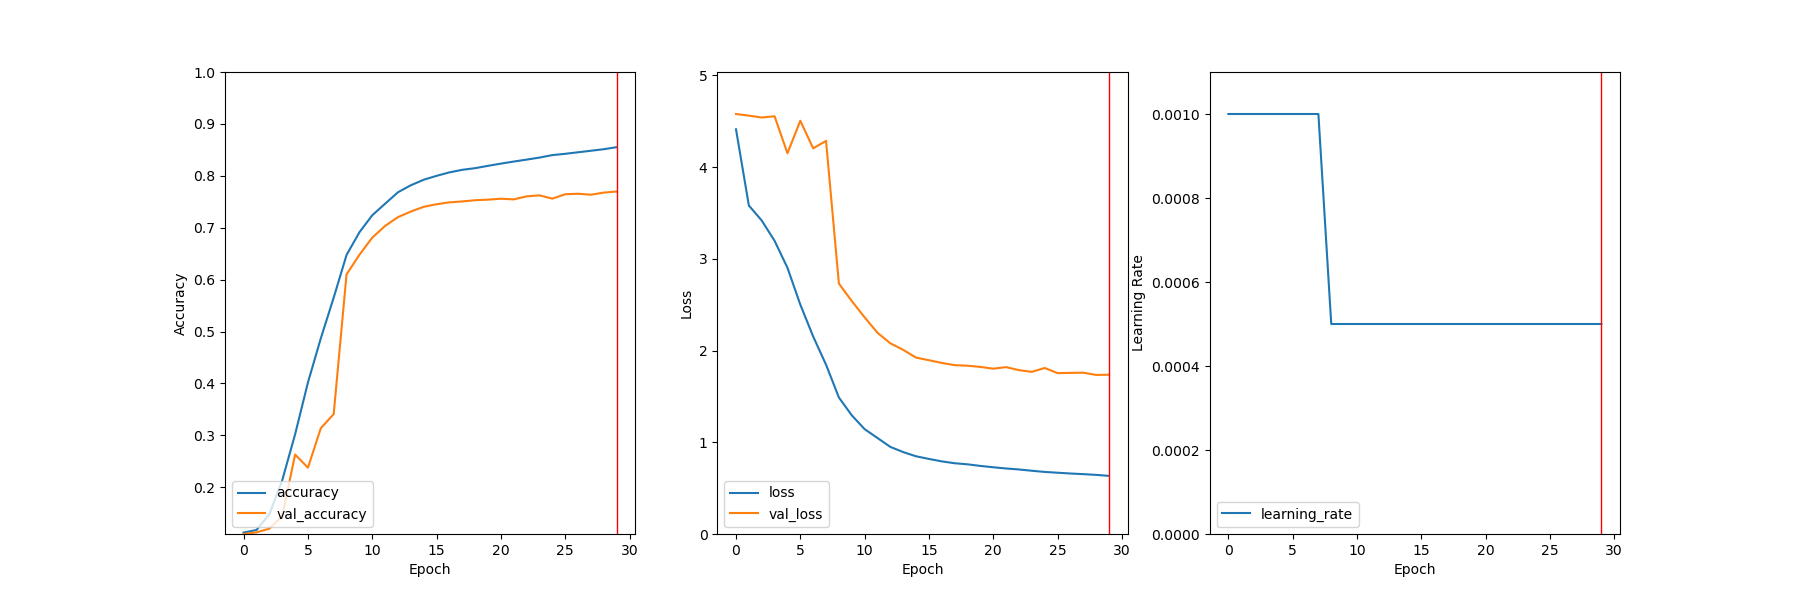 1.0
0.9
0.8
0.7
0.6
0.5
0.4
0.3
0.2
Accuracy
accuracy
val_accuracy
0 5 10 15 20 25 30
Epoch
5
4
3
2
1
0
Loss
loss
val_loss
0 5 10 15 20 25 30
Epoch
0.0010
0.0008
0.0006
0.0004
0.0002
0.0000
Learning Rate
learning_rate
0 5 10 15 20 25 30
Epoch